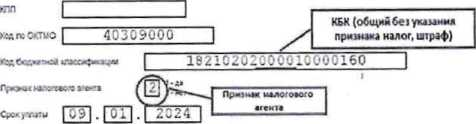 КПП
КБК (общий без указания
признака налог, штраф)
Код по ОКТМО 40309000
Код бюджетной классификации 18210202000010000160
Признак налогового агента 2 - да
Признак налогового
агента
Срок уплаты 09 . 01 . 2024